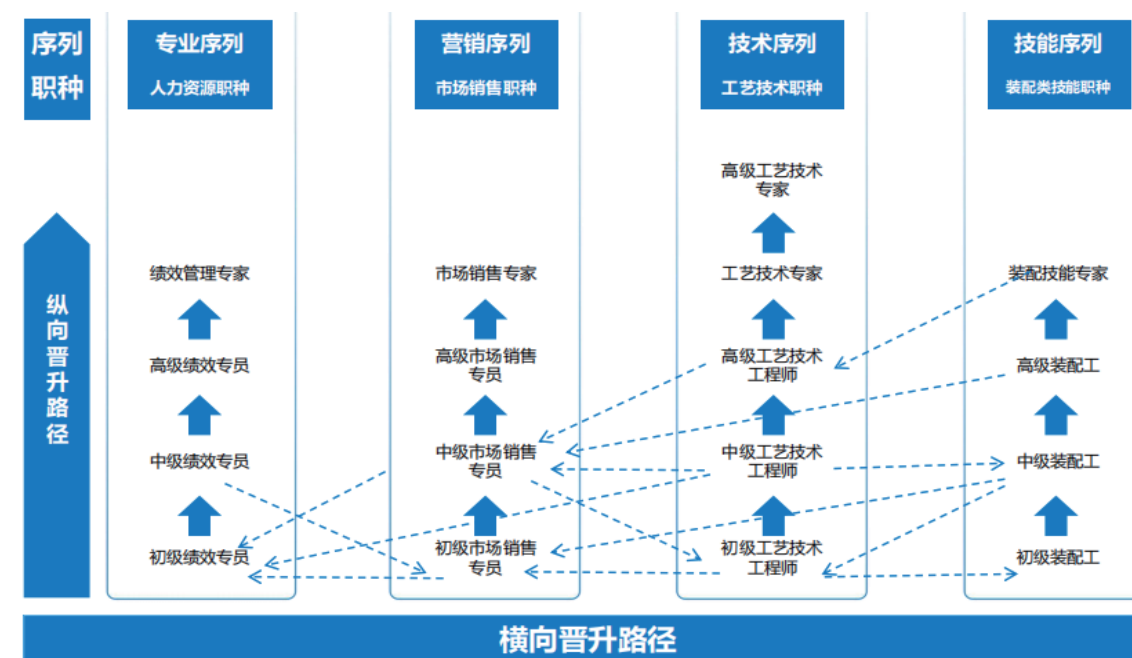 序列
职种
专业序列
人力资源职种
营销序列
市场销售职种
技术序列
工艺技术职种
技能序列
装配类技能职种
纵向晋升路径
高级工艺技术
专家
绩效管理专家
市场销售专家
工艺技术专家
装配技能专家
高级绩效专员
高级市场销售
专员
高级工艺技术
工程师
高级装配工
中级绩效专员
中级市场销售
专员
中级工艺技术
工程师
中级装配工
初级绩效专员
初级市场销售
专员
初级工艺技术
工程师
初级装配工
横向晋升路径